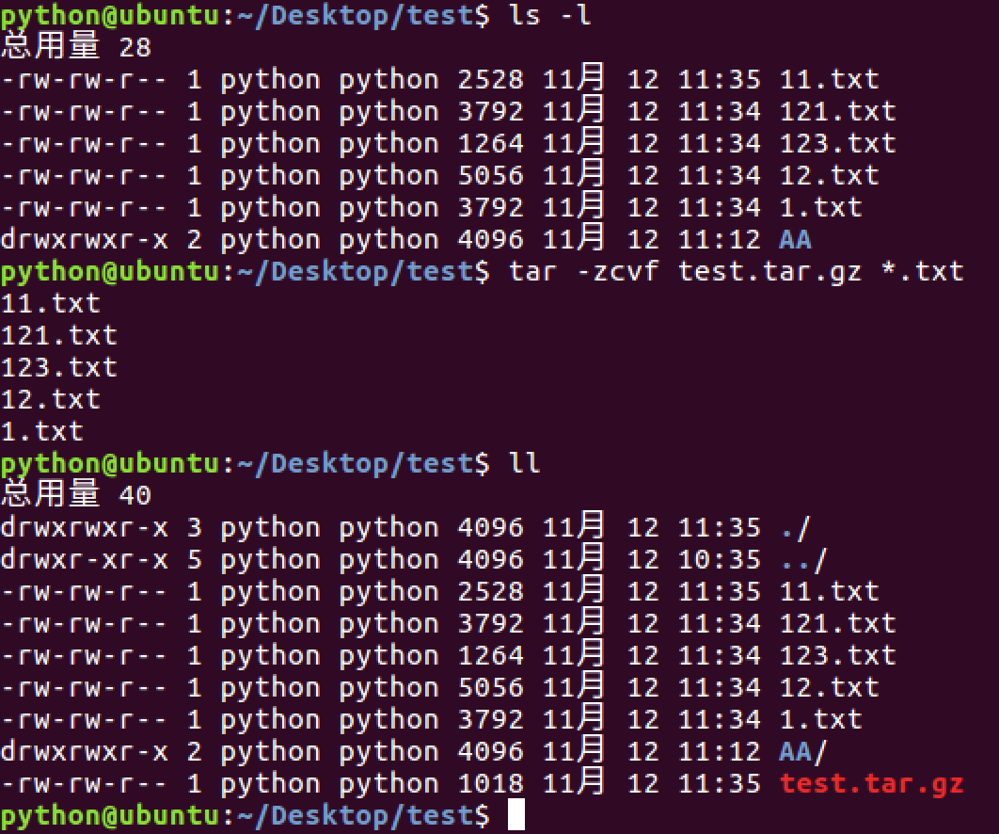 python@ubuntu:~/Desktop/test$ ls -l
总用量 28
-rw-rw-r-- 1 python python 2528 11月 12 11:35 11.txt
-rw-rw-r-- 1 python python 3792 11月 12 11:34 121.txt
-rw-rw-r-- 1 python python 1264 11月 12 11:34 123.txt
-rw-rw-r-- 1 python python 5056 11月 12 11:34 12.txt
-rw-rw-r-- 1 python python 3792 11月 12 11:34 1.txt
drwxrwxr-x 2 python python 4096 11月 12 11:12 AA
python@ubuntu:~/Desktop/test$ tar -zcvf test.tar.gz *.txt
11.txt
121.txt
123.txt
12.txt
1.txt
python@ubuntu:~/Desktop/test$ ll
总用量 40
drwxrwxr-x 3 python python 4096 11月 12 11:35 ./
drwxr-xr-x 5 python python 4096 11月 12 10:35 ../
-rw-rw-r-- 1 python python 2528 11月 12 11:35 11.txt
-rw-rw-r-- 1 python python 3792 11月 12 11:34 121.txt
-rw-rw-r-- 1 python python 1264 11月 12 11:34 123.txt
-rw-rw-r-- 1 python python 5056 11月 12 11:34 12.txt
-rw-rw-r-- 1 python python 3792 11月 12 11:34 1.txt
drwxrwxr-x 2 python python 4096 11月 12 11:12 AA/
-rw-rw-r-- 1 python python 1018 11月 12 11:35 test.tar.gz
python@ubuntu:~/Desktop/test$